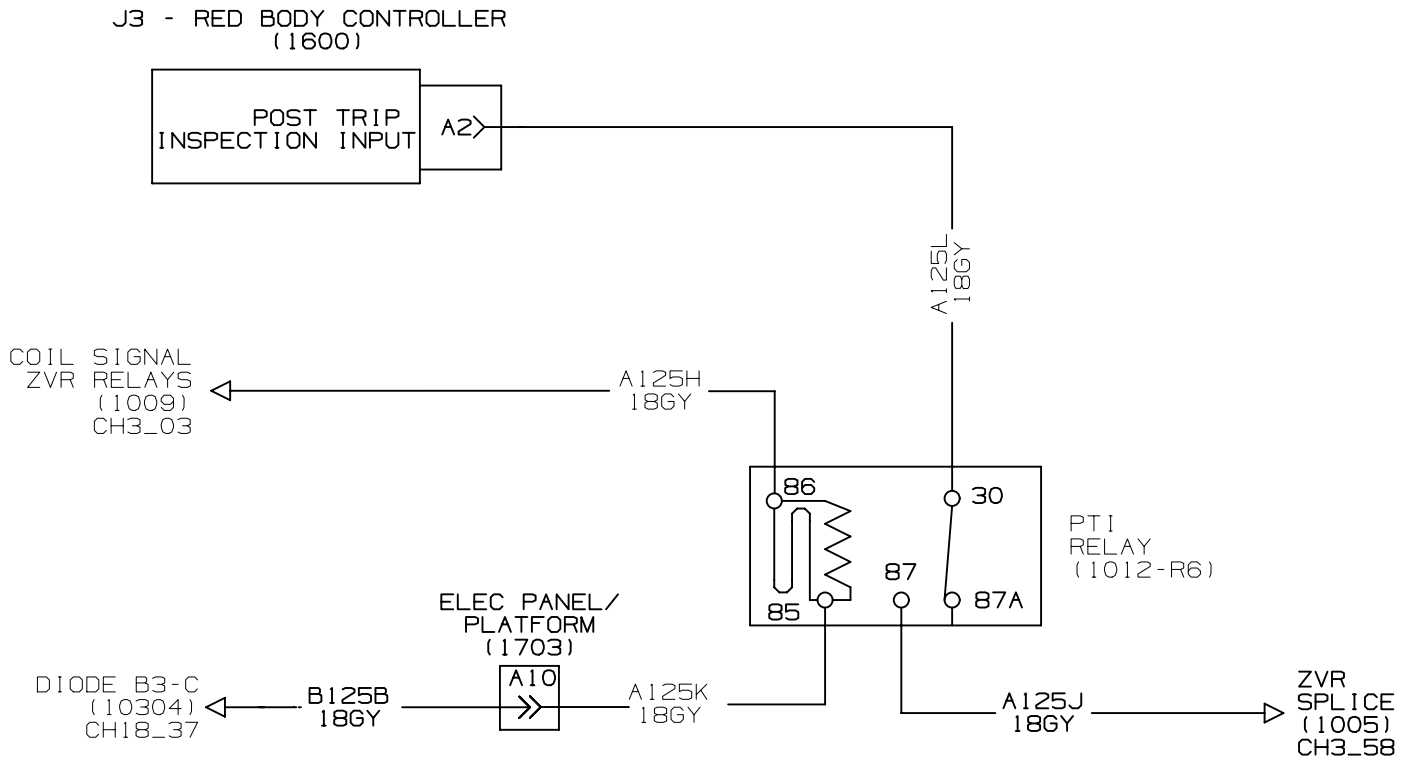 J3 - RED BODY CONTROLLER
(1600)
POST TRIP
INSPECTION INPUT
A2
A125L
18GY
COIL SIGNAL
ZVR RELAYS
(1009)
CH3_03
A125H
18GY
86
30
87
85
87A
PTI
RELAY
(1012-R6)
ELEC PANEL/
PLATFORM
(1703)
A10
DIODE B3-C
(10304)
CH18_37
B125B
18GY
A125K
18GY
A125J
18GY
ZVR
SPLICE
(1005)
CH3_58